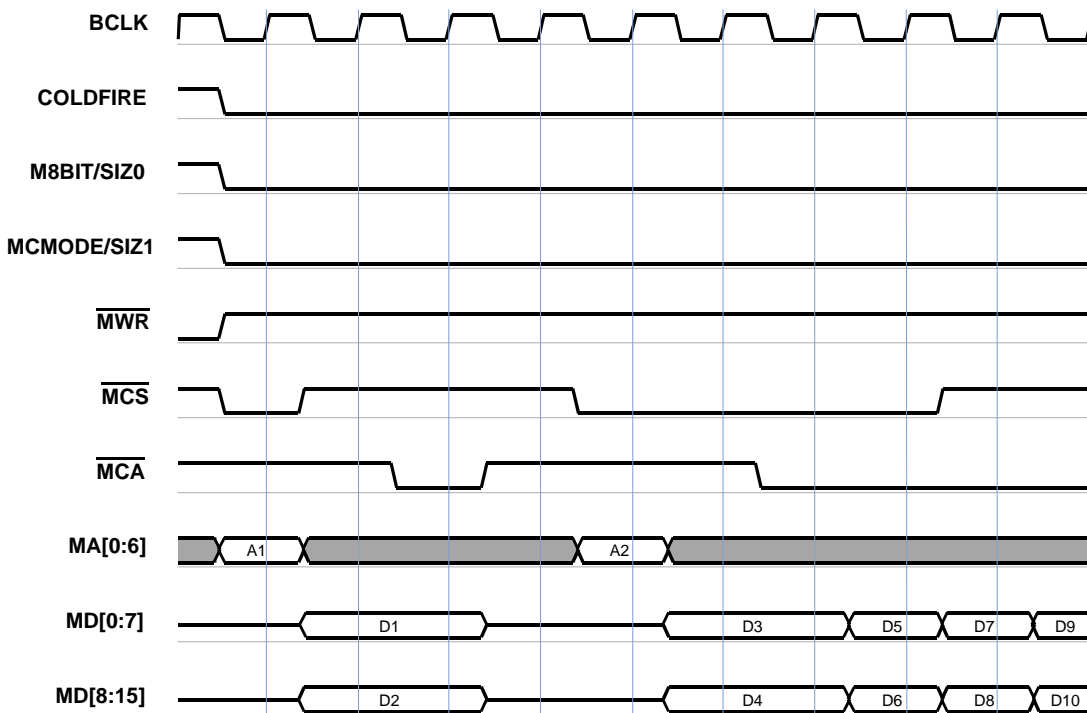 BCLK
COLDFIRE
M8BIT/SIZ0
MCMODE/SIZ1
MWR
MCS
MCA
MA[0:6] A1 A2
MD[0:7] D1 D3 D5 D7 D9
MD[8:15] D2 D4 D6 D8 D10